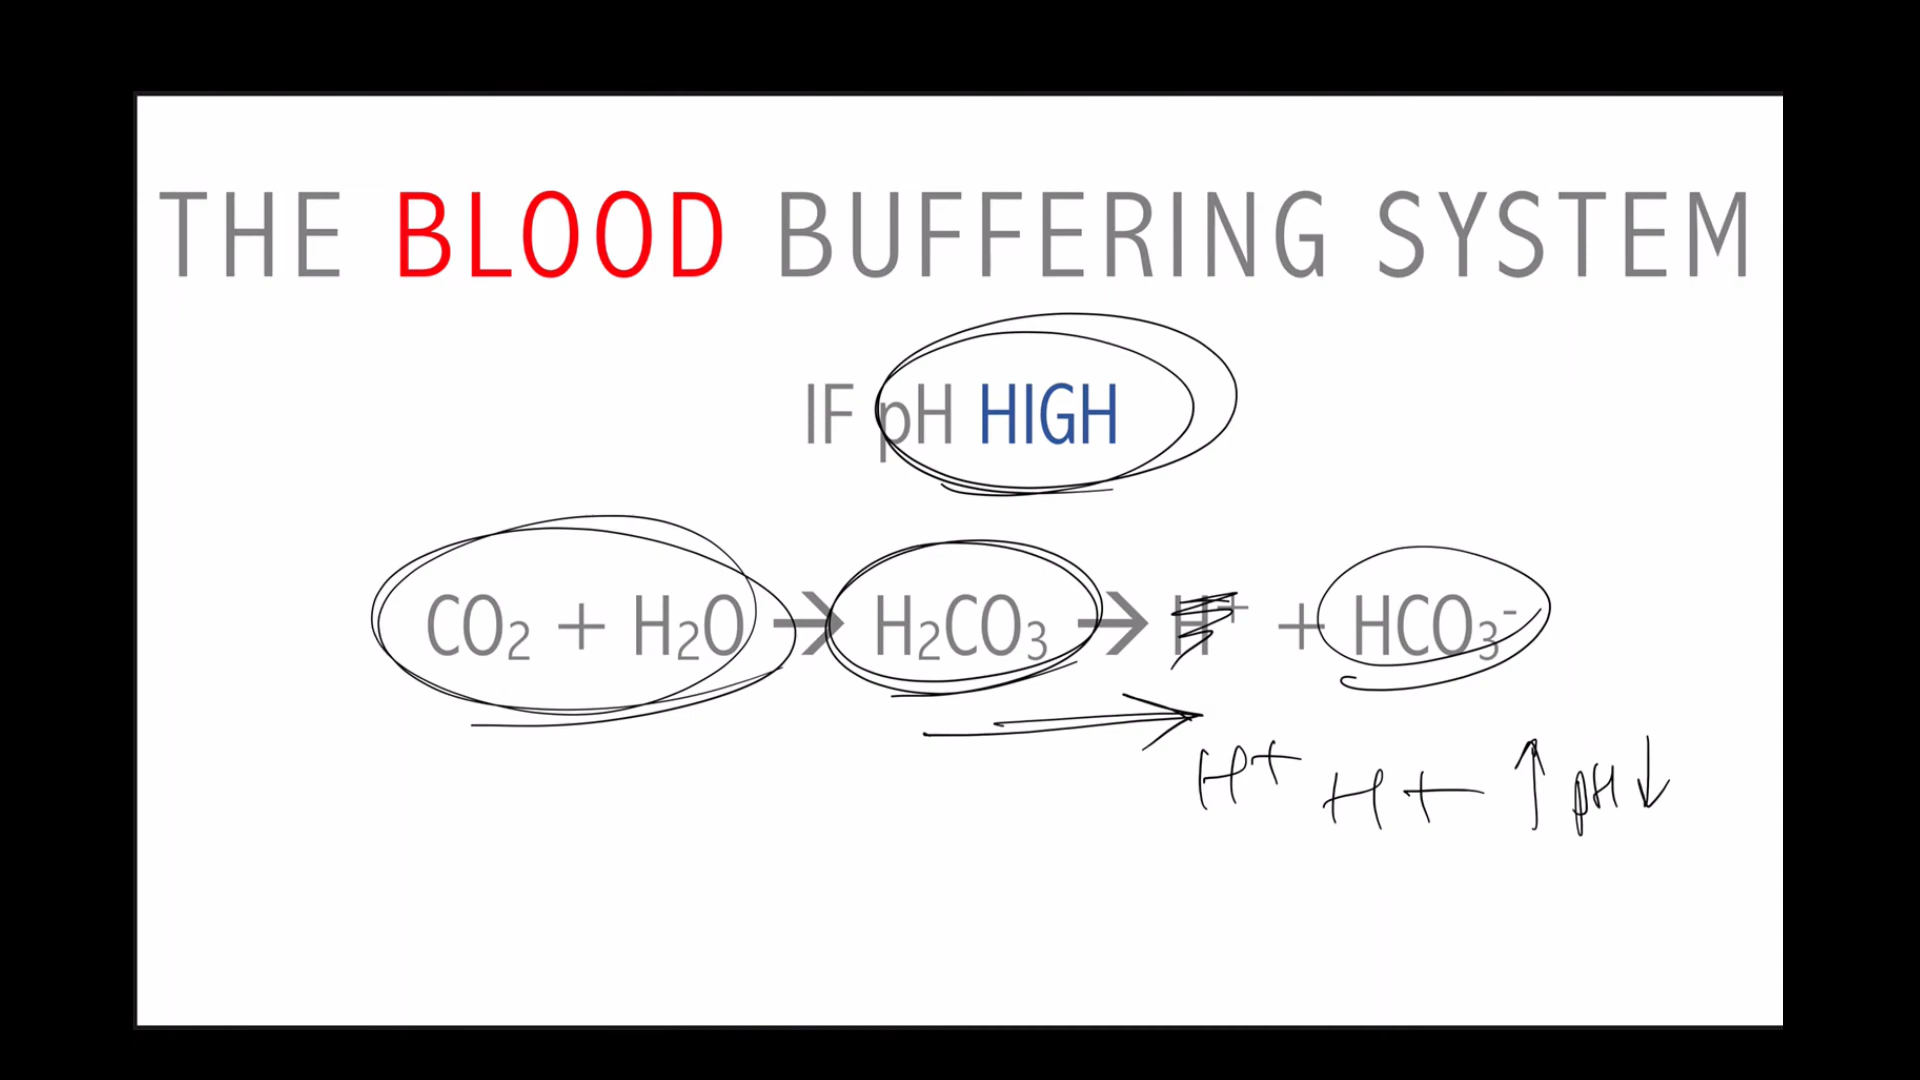 THE BLOOD BUFFERING SYSTEM
IF pH HIGH
CO₂ + H₂O → H₂CO₃ → H⁺ + HCO₃⁻
H+ H+ ↑ pH ↓